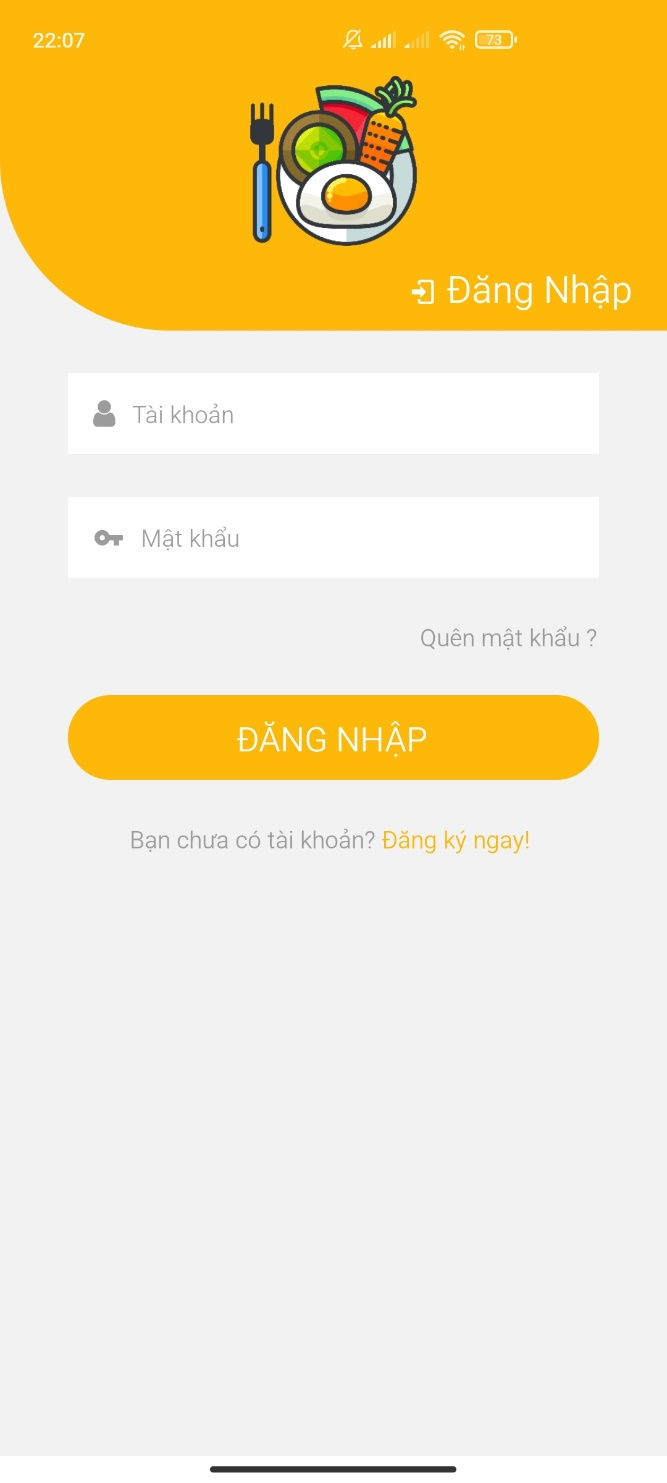 22:07
73
Đăng Nhập
Tài khoản
Mật khẩu
Quên mật khẩu ?
ĐĂNG NHẬP
Bạn chưa có tài khoản? Đăng ký ngay!